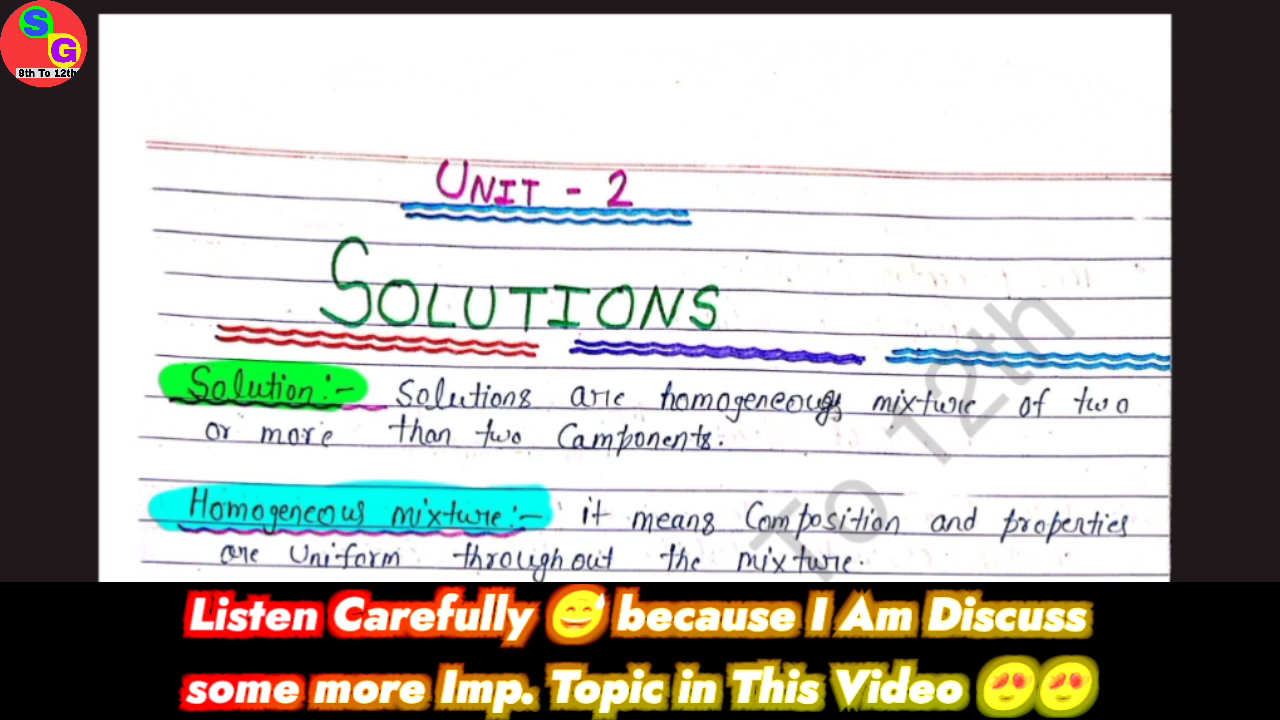 S
G
9th To 12th
UNIT - 2
SOLUTIONS
Solution:- Solutions are homogeneous mixture of two
or more than two Camponents.
Homogeneous mixture:- it means Composition and properties
are Uniform throughout the mixture.
To 12th
Listen Carefully 😅 because I Am Discuss
some more Imp. Topic in This Video 🥰🥰